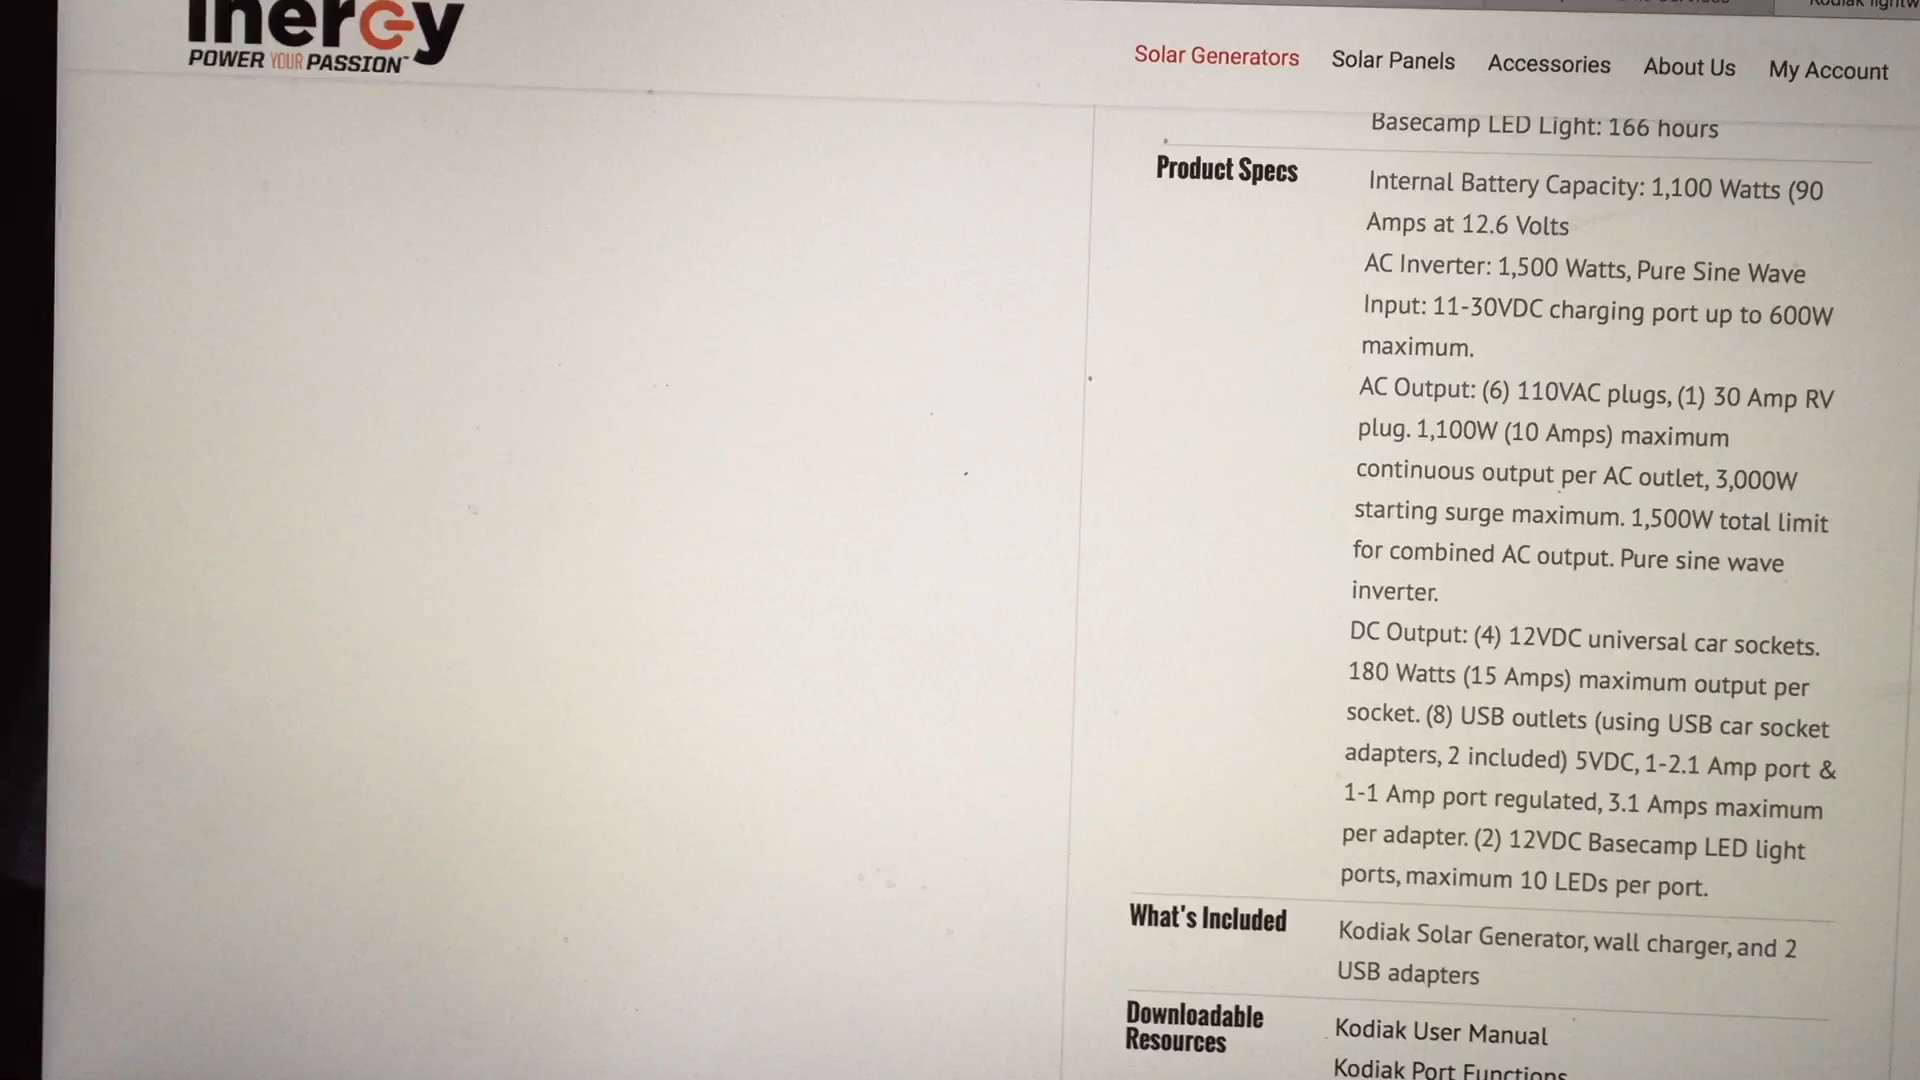 Inergy
POWER YOUR PASSION™
Solar Generators Solar Panels Accessories About Us My Account
Basecamp LED Light: 166 hours
Product Specs
Internal Battery Capacity: 1,100 Watts (90
Amps at 12.6 Volts
AC Inverter: 1,500 Watts, Pure Sine Wave
Input: 11-30VDC charging port up to 600W
maximum.
AC Output: (6) 110VAC plugs, (1) 30 Amp RV
plug. 1,100W (10 Amps) maximum
continuous output per AC outlet, 3,000W
starting surge maximum. 1,500W total limit
for combined AC output. Pure sine wave
inverter.
DC Output: (4) 12VDC universal car sockets.
180 Watts (15 Amps) maximum output per
socket. (8) USB outlets (using USB car socket
adapters, 2 included) 5VDC, 1-2.1 Amp port &
1-1 Amp port regulated, 3.1 Amps maximum
per adapter. (2) 12VDC Basecamp LED light
ports, maximum 10 LEDs per port.
What's Included
Kodiak Solar Generator, wall charger, and 2
USB adapters
Downloadable
Resources
Kodiak User Manual
Kodiak Port Functions